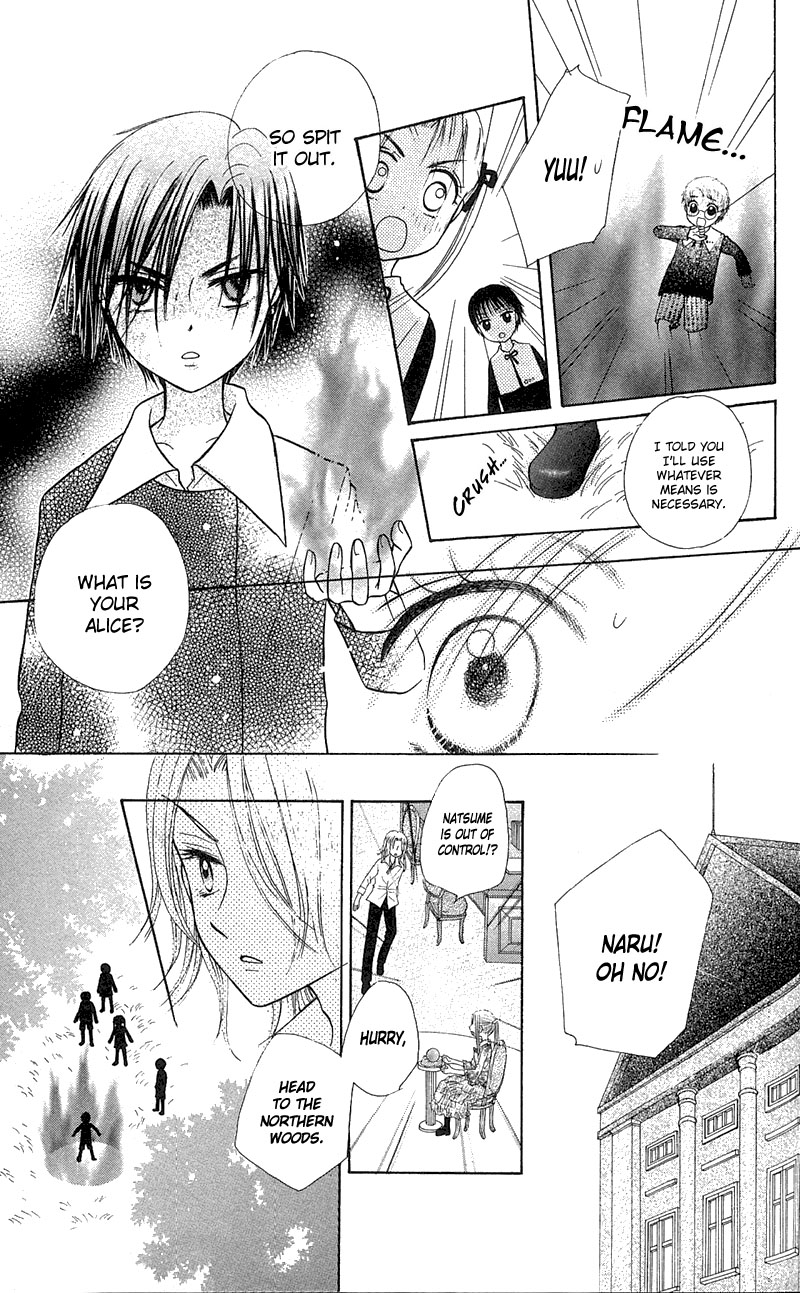 FLAME...
YUU!
I TOLD YOU
I'LL USE
WHATEVER
MEANS IS
NECESSARY.
CRUSH...
SO SPIT
IT OUT.
WHAT IS
YOUR
ALICE?
NARU!
OH NO!
NATSUME
IS OUT OF
CONTROL!?
HURRY,
HEAD
TO THE
NORTHERN
WOODS.